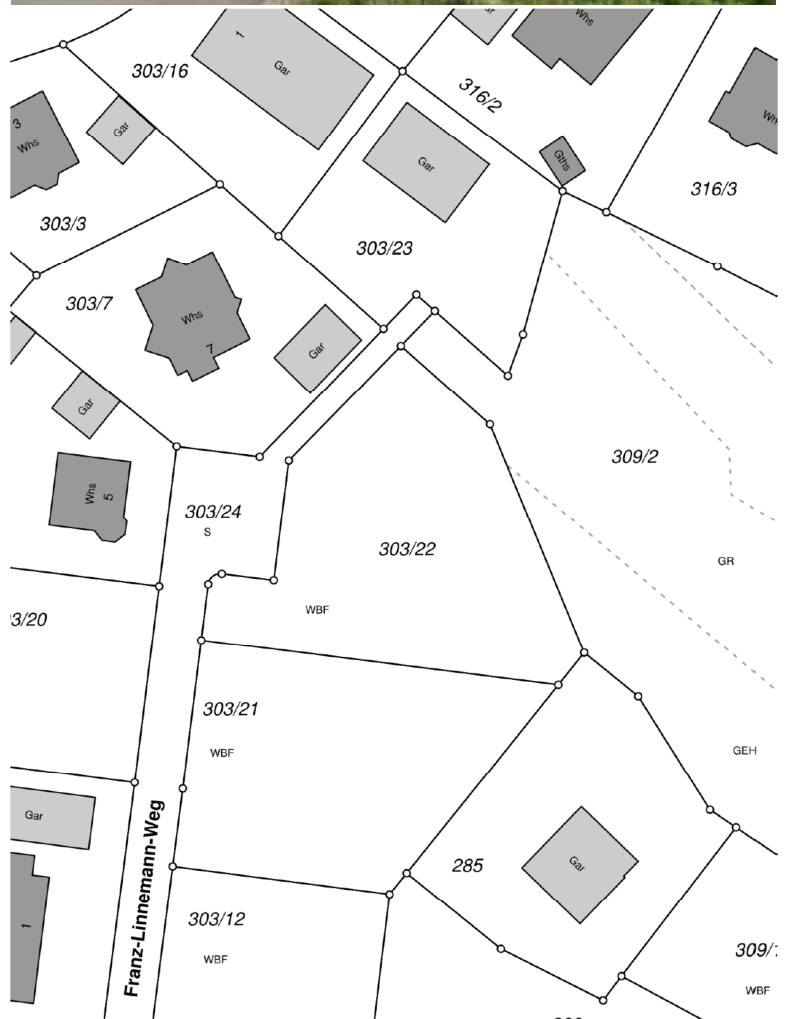 Whs
Gar
1
Gar
303/16
316/2
3
Whs
Gar
Gar
Gths
316/3
303/3
303/23
303/7
Whs
7
Gar
309/2
Gar
Whs
5
303/24
S
303/22
GR
WBF
3/20
303/21
WBF
GEH
Gar
Franz-Linnemann-Weg
285
Gar
303/12
1
WBF
309/
WBF